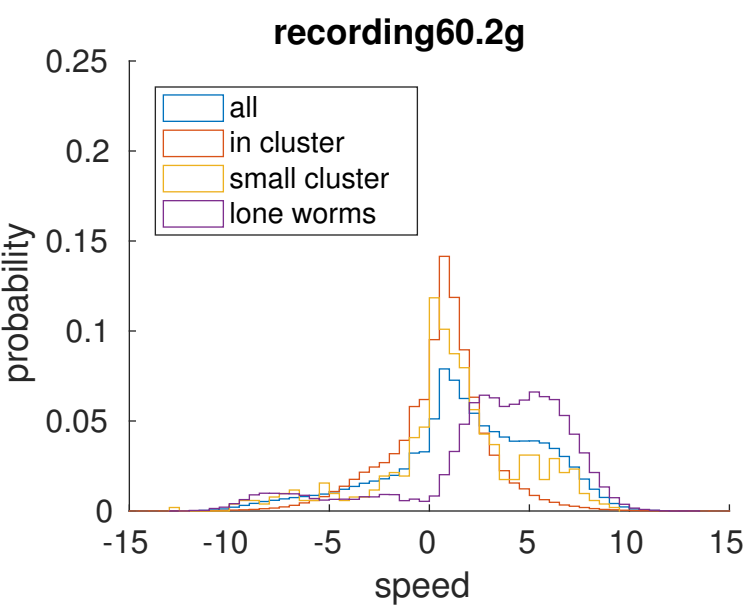 recording60.2g
0.25
0.2
0.15
0.1
0.05
0
probability
all
in cluster
small cluster
lone worms
-15 -10 -5 0 5 10 15
speed